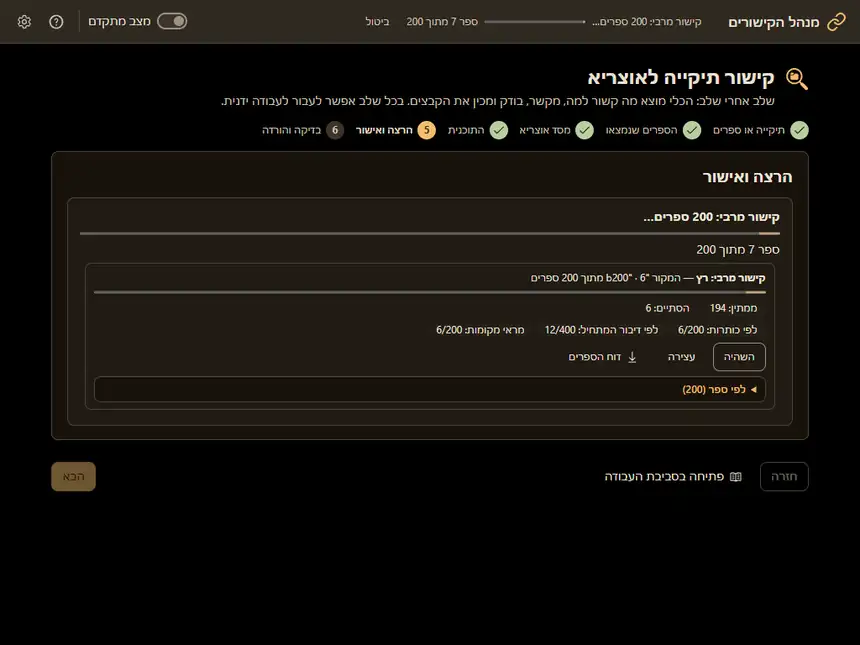 מנהל הקישורים
קישור מרבי: 200 ספרים...
ספר 7 מתוך 200
ביטול
מצב מתקדם
קישור תיקייה לאוצריא
שלב אחרי שלב: הכלי מוצא מה קשור למה, מקשר, בודק ומכין את הקבצים. בכל שלב אפשר לעבור לעבודה ידנית.
תיקייה או ספרים
הספרים שנמצאו
מסד אוצריא
התוכנית
5 הרצה ואישור
6 בדיקה והורדה
הרצה ואישור
קישור מרבי: 200 ספרים...
ספר 7 מתוך 200
קישור מרבי: רץ — המקור "b200" · 6 מתוך 200 ספרים
ממתין: 194 הסתיים: 6
לפי כותרות: 6/200 לפי דיבור המתחיל: 12/400 מראי מקומות: 6/200
השהיה
עצירה
דוח הספרים
לפי ספר (200)
חזרה
פתיחה בסביבת העבודה
הבא